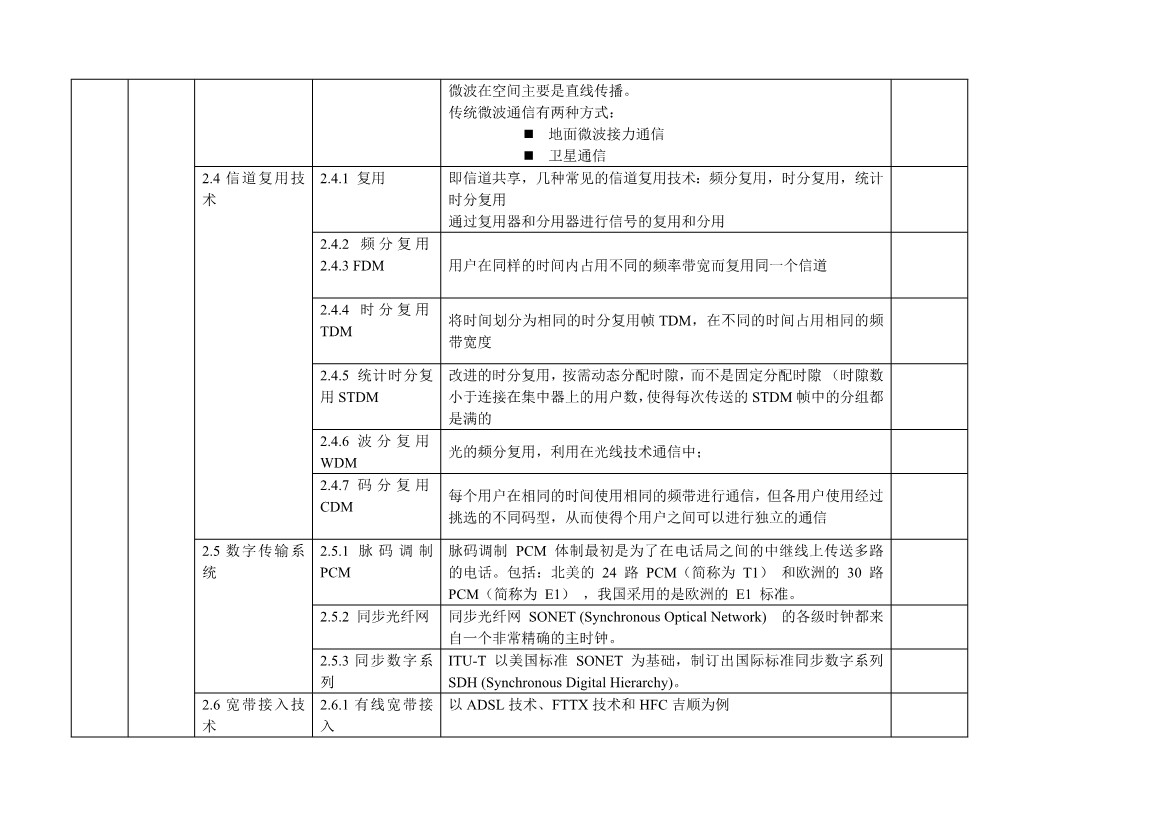 微波在空间主要是直线传播。
传统微波通信有两种方式：
■ 地面微波接力通信
■ 卫星通信
2.4 信道复用技
术
2.4.1 复用
即信道共享，几种常见的信道复用技术：频分复用，时分复用，统计
时分复用
通过复用器和分用器进行信号的复用和分用
2.4.2 频分复用
2.4.3 FDM
用户在同样的时间内占用不同的频率带宽而复用同一个信道
2.4.4 时分复用
TDM
将时间划分为相同的时分复用帧 TDM，在不同的时间占用相同的频
带宽度
2.4.5 统计时分复
用 STDM
改进的时分复用，按需动态分配时隙，而不是固定分配时隙 （时隙数
小于连接在集中器上的用户数，使得每次传送的 STDM 帧中的分组都
是满的
2.4.6 波分复用
WDM
光的频分复用，利用在光线技术通信中；
2.4.7 码分复用
CDM
每个用户在相同的时间使用相同的频带进行通信，但各用户使用经过
挑选的不同码型，从而使得个用户之间可以进行独立的通信
2.5 数字传输系
统
2.5.1 脉码调制
PCM
脉码调制 PCM 体制最初是为了在电话局之间的中继线上传送多路
的电话。包括：北美的 24 路 PCM（简称为 T1） 和欧洲的 30 路
PCM（简称为 E1） ，我国采用的是欧洲的 E1 标准。
2.5.2 同步光纤网
同步光纤网 SONET (Synchronous Optical Network) 的各级时钟都来
自一个非常精确的主时钟。
2.5.3 同步数字系
列
ITU-T 以美国标准 SONET 为基础，制订出国际标准同步数字系列
SDH (Synchronous Digital Hierarchy)。
2.6 宽带接入技
术
2.6.1 有线宽带接
入
以 ADSL 技术、FTTX 技术和 HFC 吉顺为例